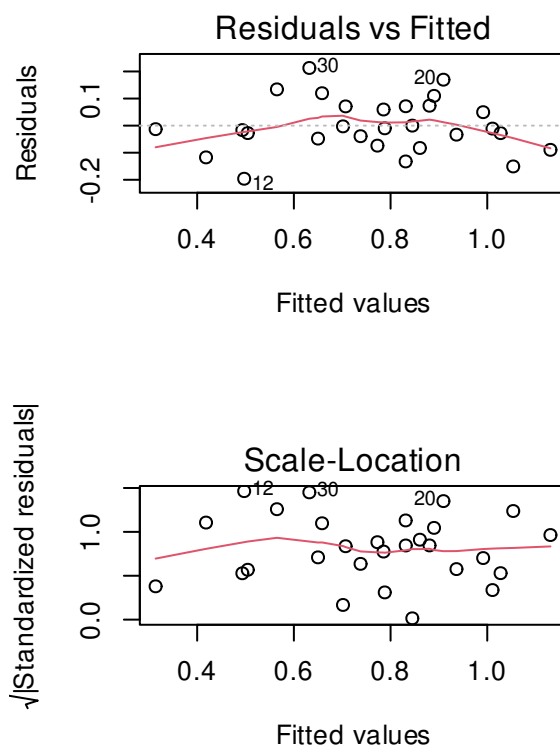 Residuals vs Fitted
Residuals
0.1
-0.2
30
20
12
0.4 0.6 0.8 1.0
Fitted values
Scale-Location
√|Standardized residuals|
1.0
0.0
12
30
20
0.4 0.6 0.8 1.0
Fitted values